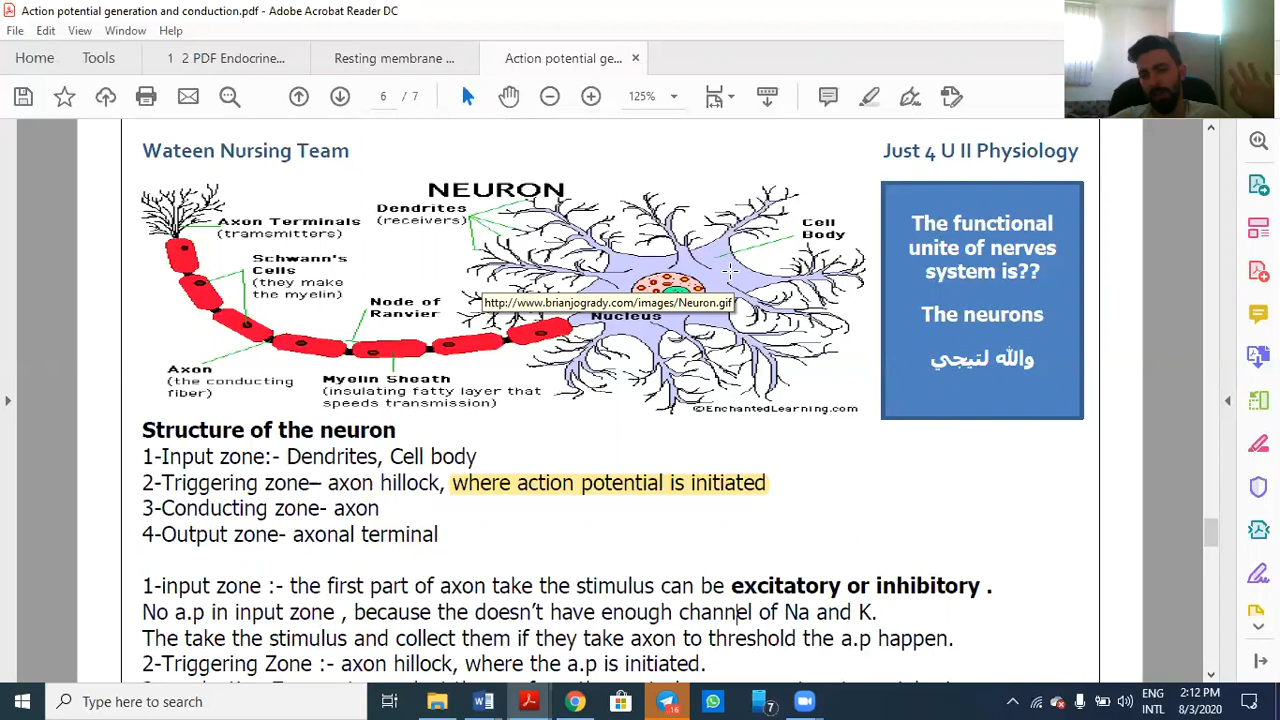 Action potential generation and conduction.pdf - Adobe Acrobat Reader DC
File Edit View Window Help
Home Tools 1 2 PDF Endocrine... Resting membrane ... Action potential ge... ×
6 / 7 125%
Wateen Nursing Team
Just 4 U II Physiology
NEURON
Axon Terminals
(transmitters)
Schwann's
Cells
(they make
the myelin)
Node of
Ranvier
Axon
(the conducting
fiber)
Myelin Sheath
(insulating fatty layer that
speeds transmission)
Dendrites
(receivers)
Cell
Body
http://www.brianjogrady.com/images/Neuron.gif
Nucleus
©EnchantedLearning.com
The functional
unite of nerves
system is??
The neurons
والله لتيجي
Structure of the neuron
1-Input zone:- Dendrites, Cell body
2-Triggering zone– axon hillock, where action potential is initiated
3-Conducting zone- axon
4-Output zone- axonal terminal
1-input zone :- the first part of axon take the stimulus can be excitatory or inhibitory .
No a.p in input zone , because the doesn't have enough channel of Na and K.
The take the stimulus and collect them if they take axon to threshold the a.p happen.
2-Triggering Zone :- axon hillock, where the a.p is initiated.
Type here to search
16
7
ENG
INTL
2:12 PM
8/3/2020